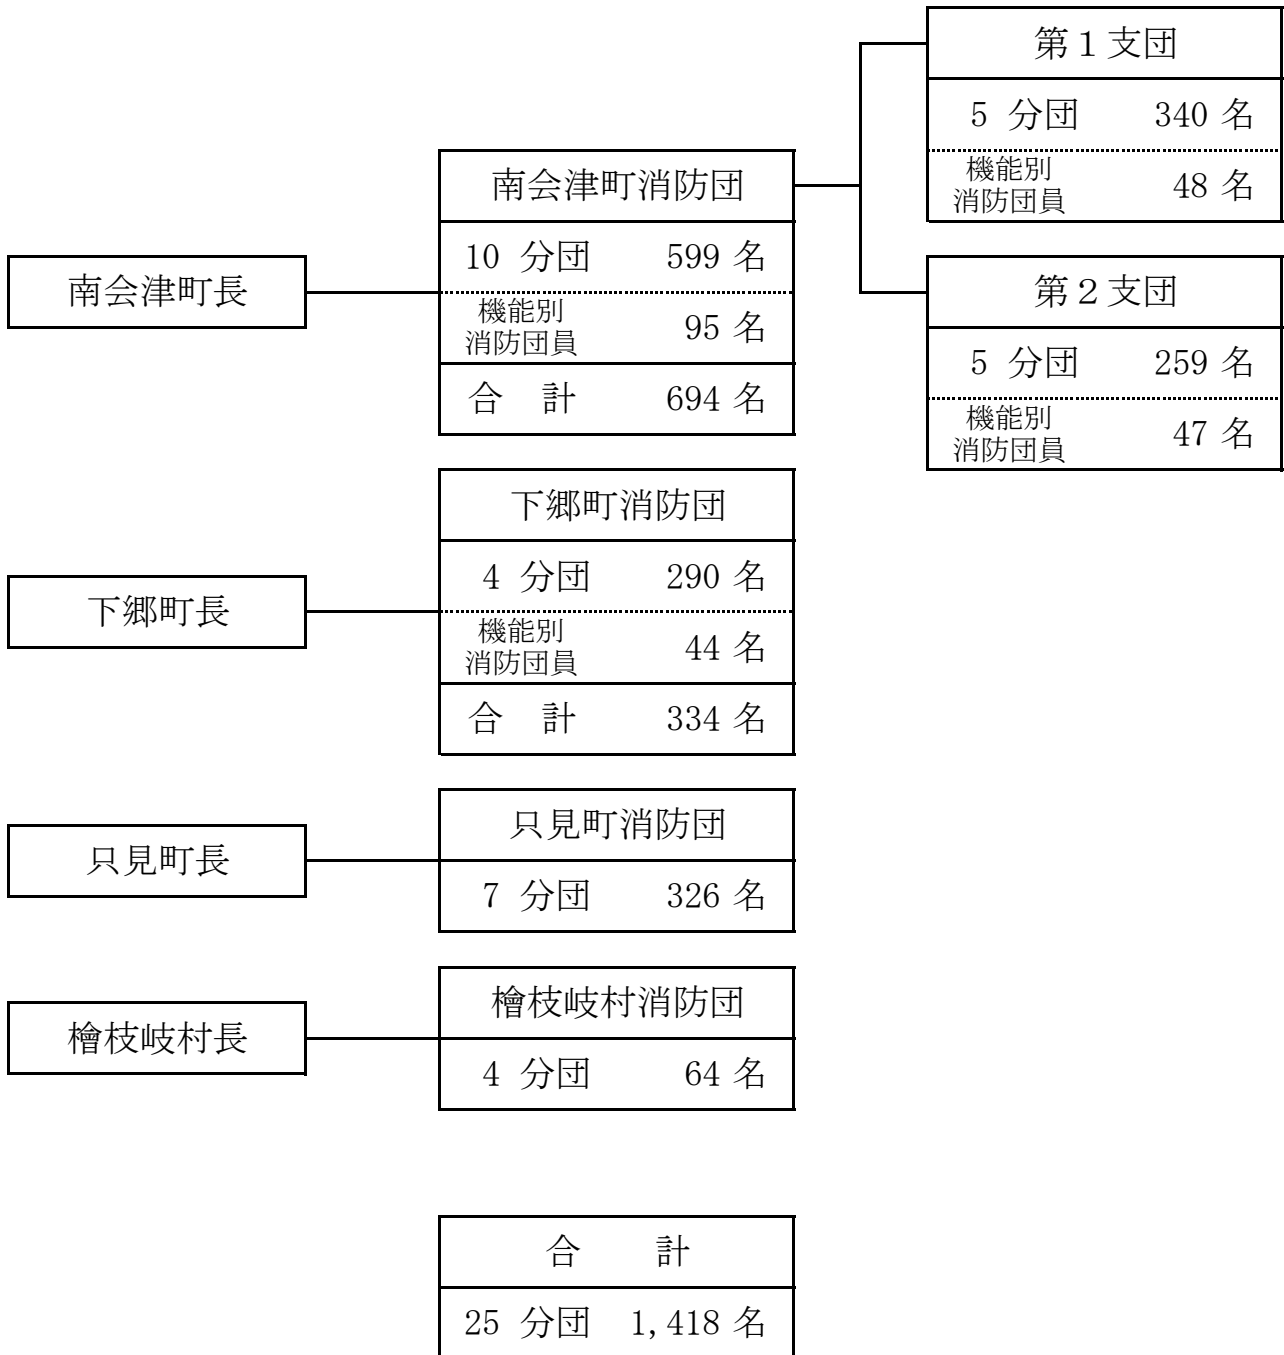 南会津町長
南会津町消防団
10 分団 599 名
機能別
消防団員 95 名
合 計 694 名
第１支団
5 分団 340 名
機能別
消防団員 48 名
第２支団
5 分団 259 名
機能別
消防団員 47 名
下郷町長
下郷町消防団
4 分団 290 名
機能別
消防団員 44 名
合 計 334 名
只見町長
只見町消防団
7 分団 326 名
檜枝岐村長
檜枝岐村消防団
4 分団 64 名
合 計
25 分団 1,418 名